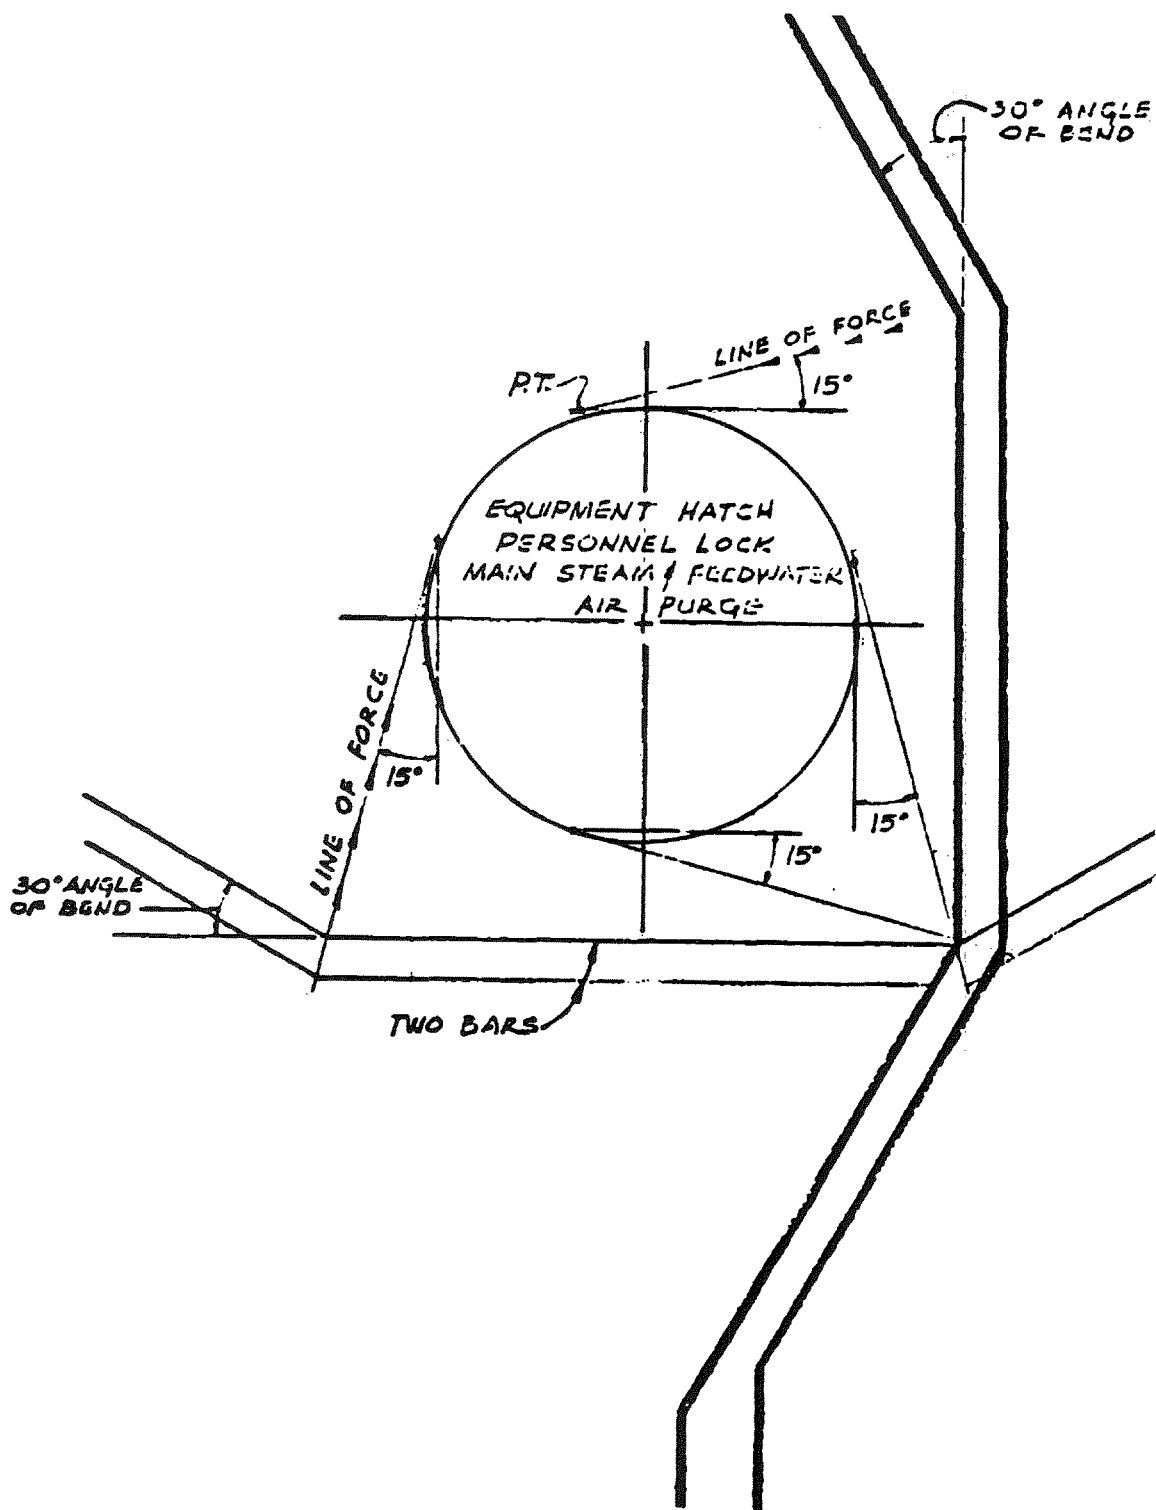 30° ANGLE
OF BEND
LINE OF FORCE
15°
P.T.
EQUIPMENT HATCH
PERSONNEL LOCK
MAIN STEAM & FEEDWATER
AIR PURGE
LINE OF FORCE
15°
15°
15°
30° ANGLE
OF BEND
TWO BARS